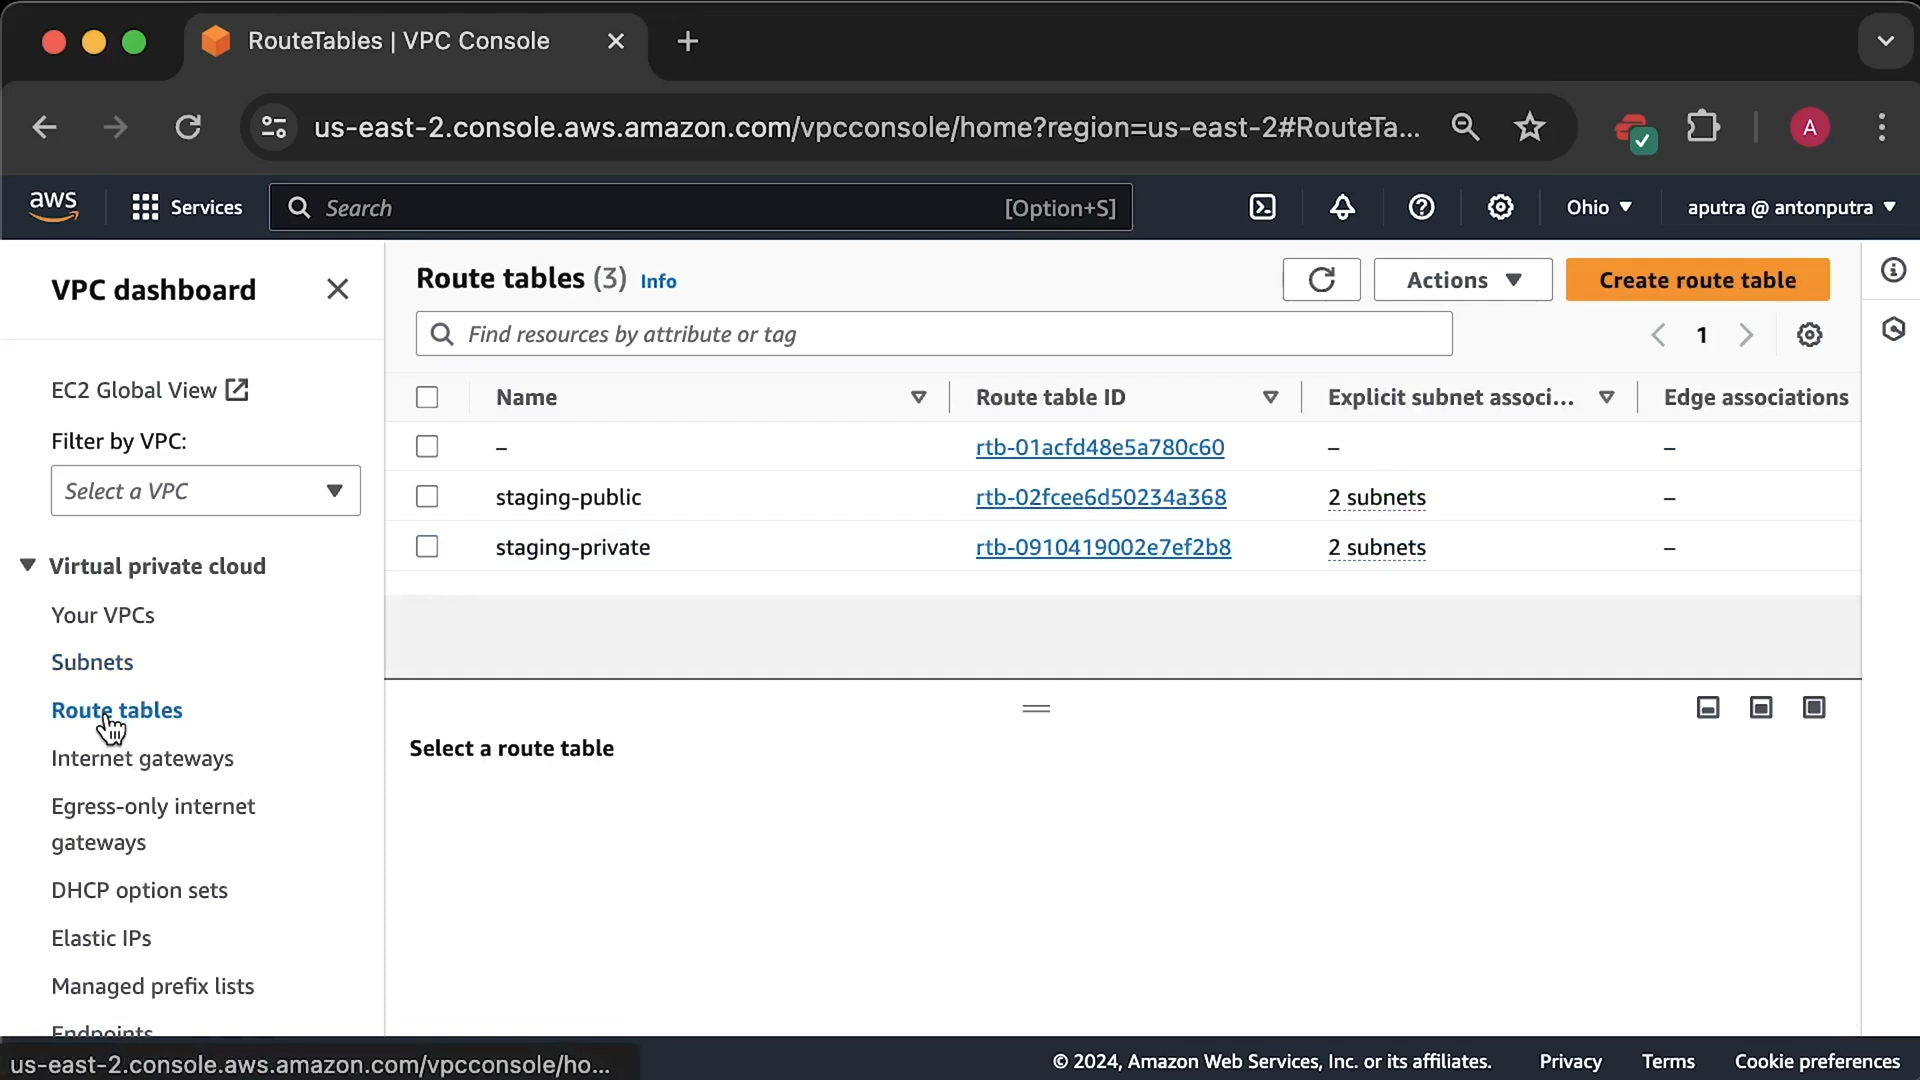 RouteTables | VPC Console
us-east-2.console.aws.amazon.com/vpcconsole/home?region=us-east-2#RouteTa...
A
aws
Services
Search
[Option+S]
Ohio
aputra @ antonputra
VPC dashboard
EC2 Global View
Filter by VPC:
Select a VPC
Virtual private cloud
Your VPCs
Subnets
Route tables
Internet gateways
Egress-only internet
gateways
DHCP option sets
Elastic IPs
Managed prefix lists
Endpoints
Route tables (3) Info
Actions
Create route table
Find resources by attribute or tag
1
Name Route table ID Explicit subnet associ... Edge associations
– rtb-01acfd48e5a780c60 – –
staging-public rtb-02fcee6d50234a368 2 subnets –
staging-private rtb-0910419002e7ef2b8 2 subnets –
Select a route table
us-east-2.console.aws.amazon.com/vpcconsole/ho...
© 2024, Amazon Web Services, Inc. or its affiliates. Privacy Terms Cookie preferences